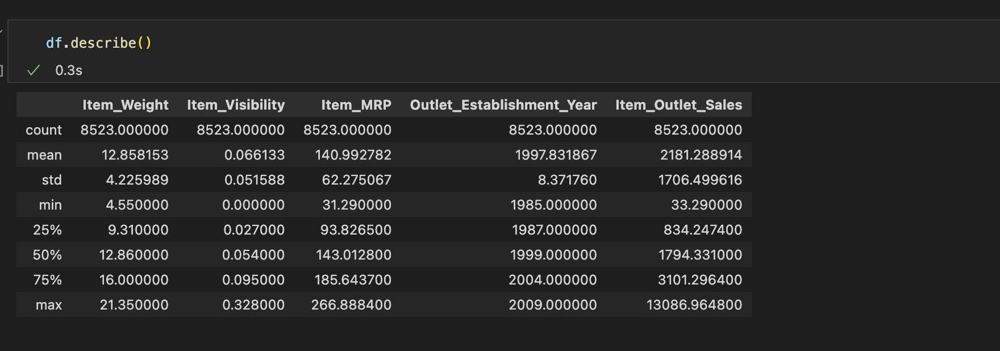 df.describe()
0.3s
Item_Weight Item_Visibility Item_MRP Outlet_Establishment_Year Item_Outlet_Sales
count 8523.000000 8523.000000 8523.000000 8523.000000 8523.000000
mean 12.858153 0.066133 140.992782 1997.831867 2181.288914
std 4.225989 0.051588 62.275067 8.371760 1706.499616
min 4.550000 0.000000 31.290000 1985.000000 33.290000
25% 9.310000 0.027000 93.826500 1987.000000 834.247400
50% 12.860000 0.054000 143.012800 1999.000000 1794.331000
75% 16.000000 0.095000 185.643700 2004.000000 3101.296400
max 21.350000 0.328000 266.888400 2009.000000 13086.964800